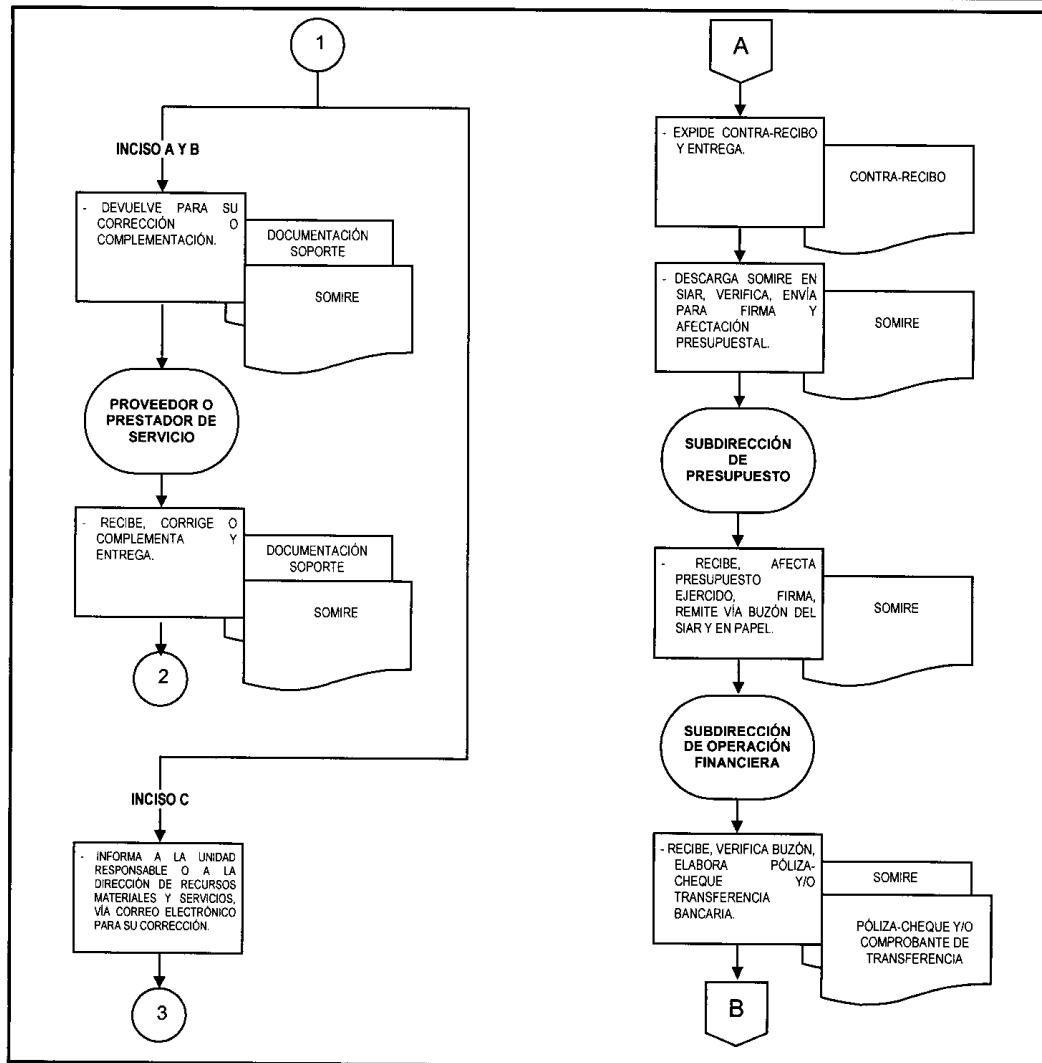 1
INCISO A Y B
- DEVUELVE PARA SU
CORRECCIÓN O
COMPLEMENTACIÓN.
DOCUMENTACIÓN
SOPORTE
SOMIRE
PROVEEDOR O
PRESTADOR DE
SERVICIO
- RECIBE, CORRIGE O
COMPLEMENTA Y
ENTREGA.
DOCUMENTACIÓN
SOPORTE
SOMIRE
2
INCISO C
- INFORMA A LA UNIDAD
RESPONSABLE O A LA
DIRECCIÓN DE RECURSOS
MATERIALES Y SERVICIOS,
VÍA CORREO ELECTRÓNICO
PARA SU CORRECCIÓN.
3
A
- EXPIDE CONTRA-RECIBO
Y ENTREGA.
CONTRA-RECIBO
- DESCARGA SOMIRE EN
SIAR, VERIFICA, ENVÍA
PARA FIRMA Y
AFECTACIÓN
PRESUPUESTAL.
SOMIRE
SUBDIRECCIÓN
DE
PRESUPUESTO
- RECIBE, AFECTA
PRESUPUESTO
EJERCIDO, FIRMA,
REMITE VÍA BUZÓN DEL
SIAR Y EN PAPEL.
SOMIRE
SUBDIRECCIÓN
DE OPERACIÓN
FINANCIERA
- RECIBE, VERIFICA BUZÓN,
ELABORA PÓLIZA-
CHEQUE Y/O
TRANSFERENCIA
BANCARIA.
SOMIRE
PÓLIZA-CHEQUE Y/O
COMPROBANTE DE
TRANSFERENCIA
B